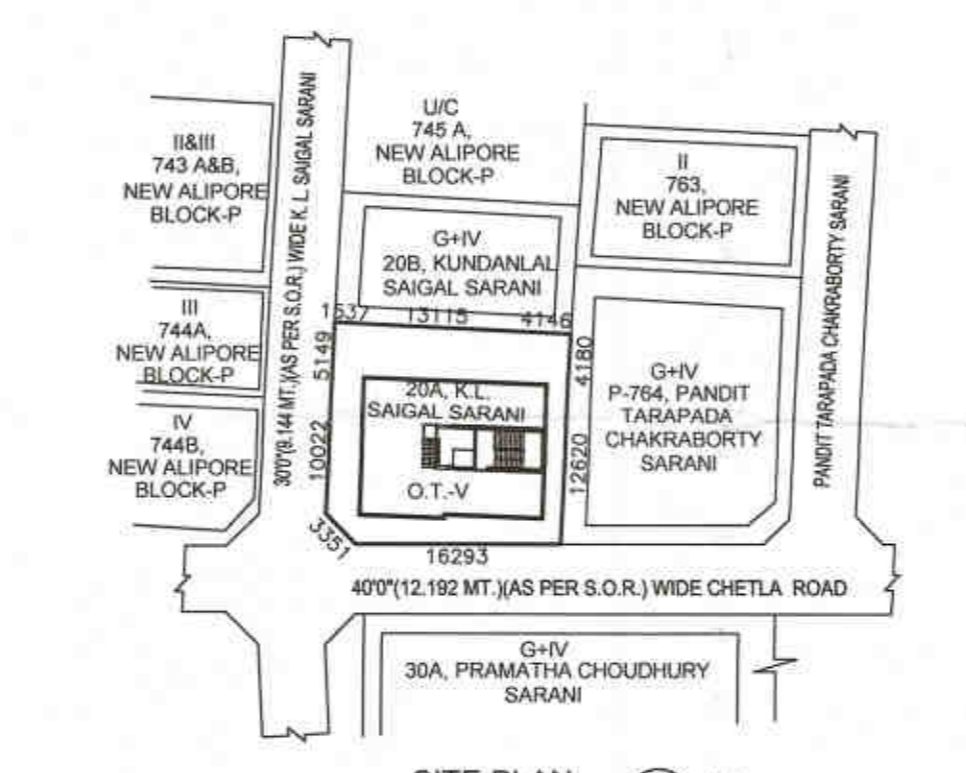 U/C
745 A,
NEW ALIPORE
BLOCK-P
II&III
743 A&B,
NEW ALIPORE
BLOCK-P
II
763,
NEW ALIPORE
BLOCK-P
30'0"(9.144 MT.)(AS PER S.O.R.) WIDE K. L. SAIGAL SARANI
PANDIT TARAPADA CHAKRABORTY SARANI
G+IV
20B, KUNDANLAL
SAIGAL SARANI
III
744A,
NEW ALIPORE
BLOCK-P
1537
13115
4146
5149
4180
G+IV
P-764, PANDIT
TARAPADA
CHAKRABORTY
SARANI
20A, K.L.
SAIGAL SARANI
IV
744B,
NEW ALIPORE
BLOCK-P
10022
12620
O.T.-V
3351
16293
40'0"(12.192 MT.)(AS PER S.O.R.) WIDE CHETLA ROAD
G+IV
30A, PRAMATHA CHOUDHURY
SARANI
SITE PLAN